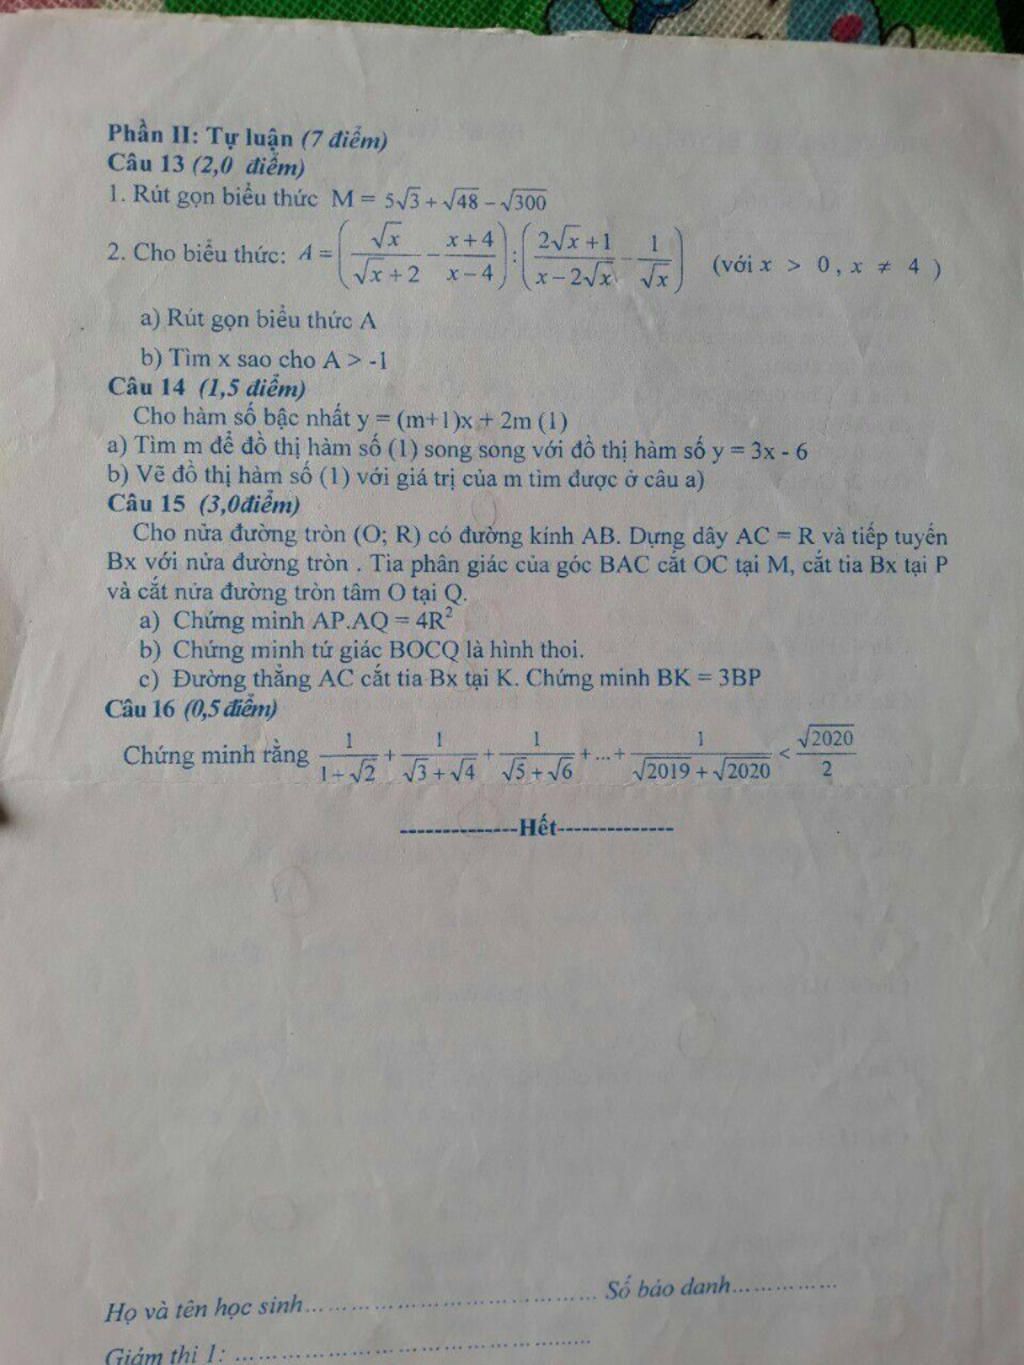 Phần II: Tự luận (7 điểm)
Câu 13 (2,0 điểm)
1. Rút gọn biểu thức M = 5√3 + √48 − √300
2. Cho biểu thức: A = (√x/(√x + 2) − (x + 4)/(x − 4)) : ((2√x + 1)/(x − 2√x) − 1/√x) (với x > 0 , x ≠ 4 )
a) Rút gọn biểu thức A
b) Tìm x sao cho A > -1
Câu 14 (1,5 điểm)
Cho hàm số bậc nhất y = (m+1)x + 2m (1)
a) Tìm m để đồ thị hàm số (1) song song với đồ thị hàm số y = 3x - 6
b) Vẽ đồ thị hàm số (1) với giá trị của m tìm được ở câu a)
Câu 15 (3,0điểm)
Cho nửa đường tròn (O; R) có đường kính AB. Dựng dây AC = R và tiếp tuyến
Bx với nửa đường tròn . Tia phân giác của góc BAC cắt OC tại M, cắt tia Bx tại P
và cắt nửa đường tròn tâm O tại Q.
a) Chứng minh AP.AQ = 4R²
b) Chứng minh tứ giác BOCQ là hình thoi.
c) Đường thẳng AC cắt tia Bx tại K. Chứng minh BK = 3BP
Câu 16 (0,5 điểm)
Chứng minh rằng 1/(1+√2) + 1/(√3+√4) + 1/(√5+√6) + ... + 1/(√2019+√2020) < √2020/2
--------------Hết--------------
Họ và tên học sinh........................................ Số báo danh..............
Giám thị 1: ...............................................